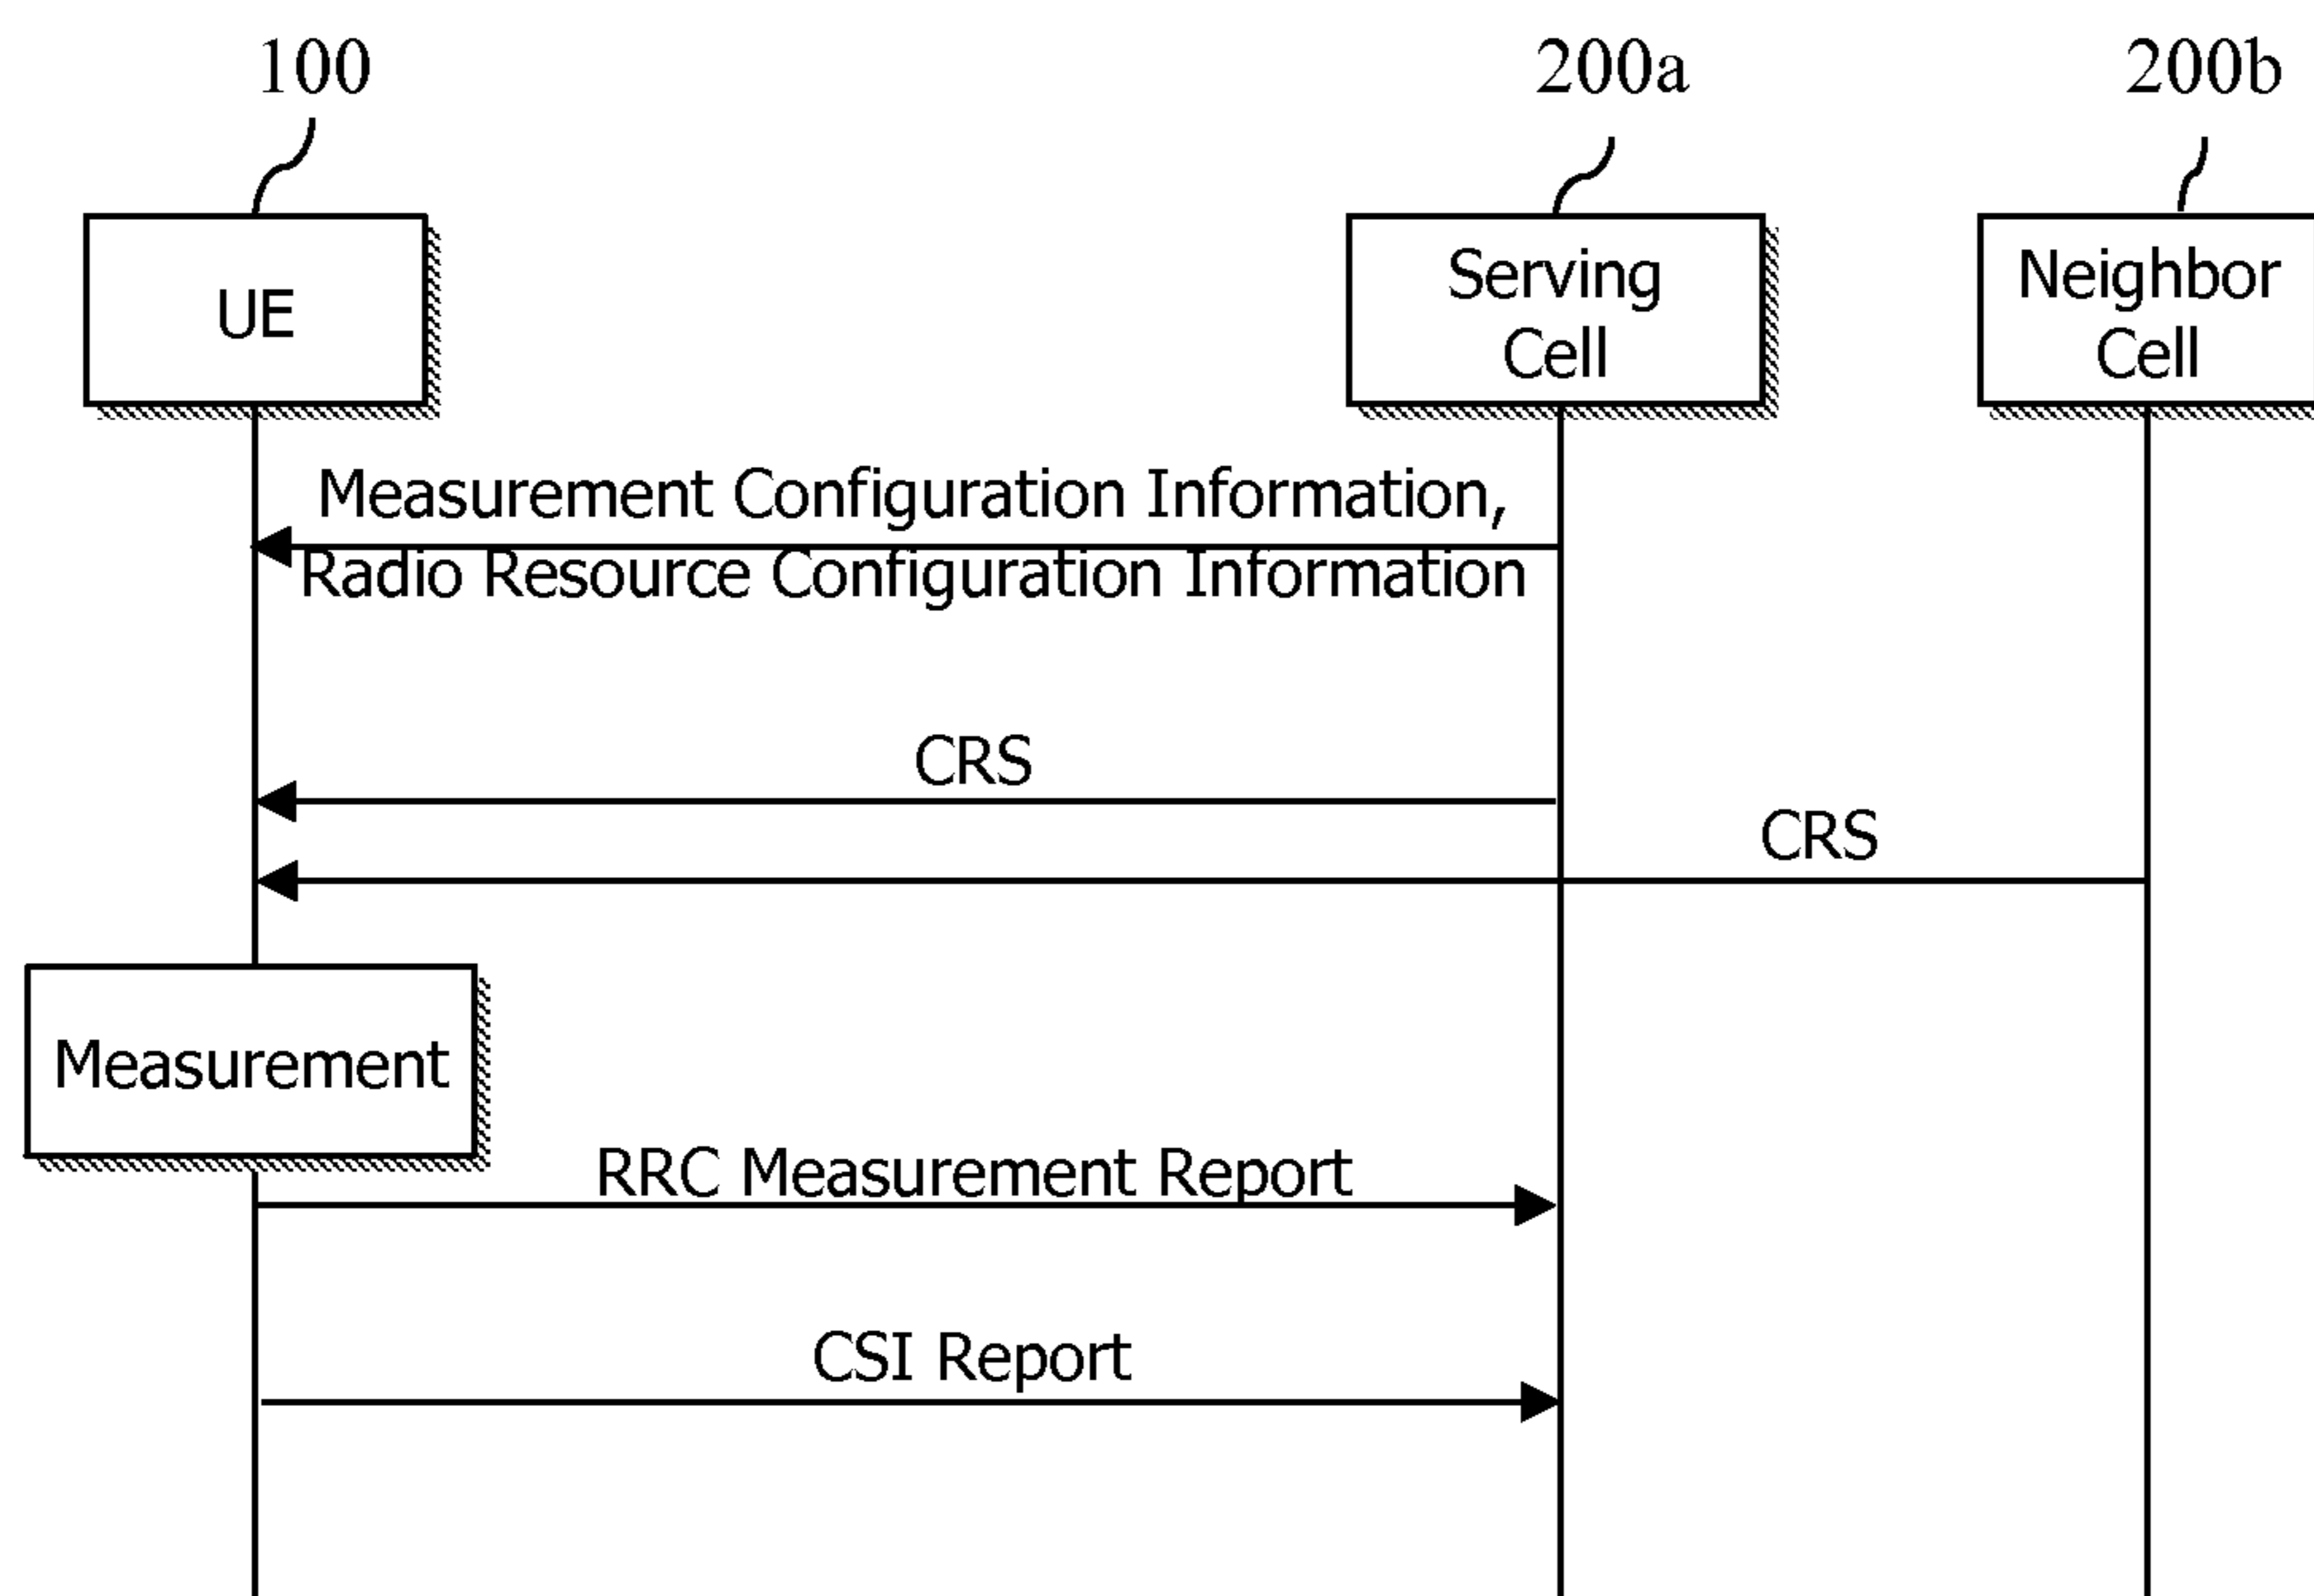 100
200a
200b
UE
Serving
Cell
Neighbor
Cell
Measurement Configuration Information,
Radio Resource Configuration Information
CRS
CRS
Measurement
RRC Measurement Report
CSI Report